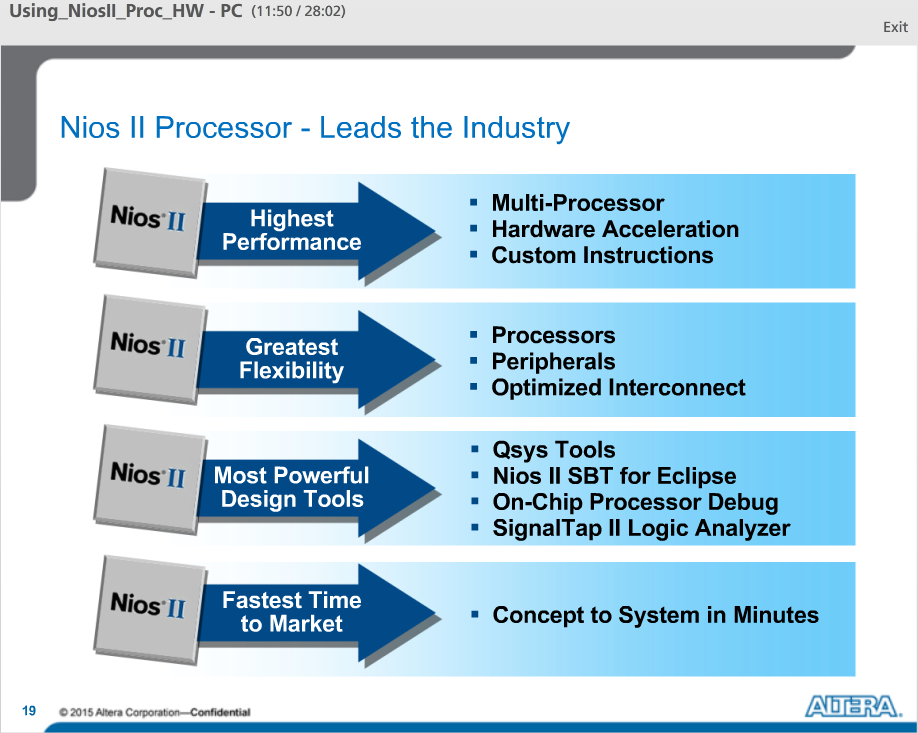 Using_NiosII_Proc_HW - PC (11:50 / 28:02)
Exit
Nios II Processor - Leads the Industry
Nios® II
Highest
Performance
▪ Multi-Processor
▪ Hardware Acceleration
▪ Custom Instructions
Nios® II
Greatest
Flexibility
▪ Processors
▪ Peripherals
▪ Optimized Interconnect
Nios® II
Most Powerful
Design Tools
▪ Qsys Tools
▪ Nios II SBT for Eclipse
▪ On-Chip Processor Debug
▪ SignalTap II Logic Analyzer
Nios® II
Fastest Time
to Market
▪ Concept to System in Minutes
19
© 2015 Altera Corporation—Confidential
ALTERA